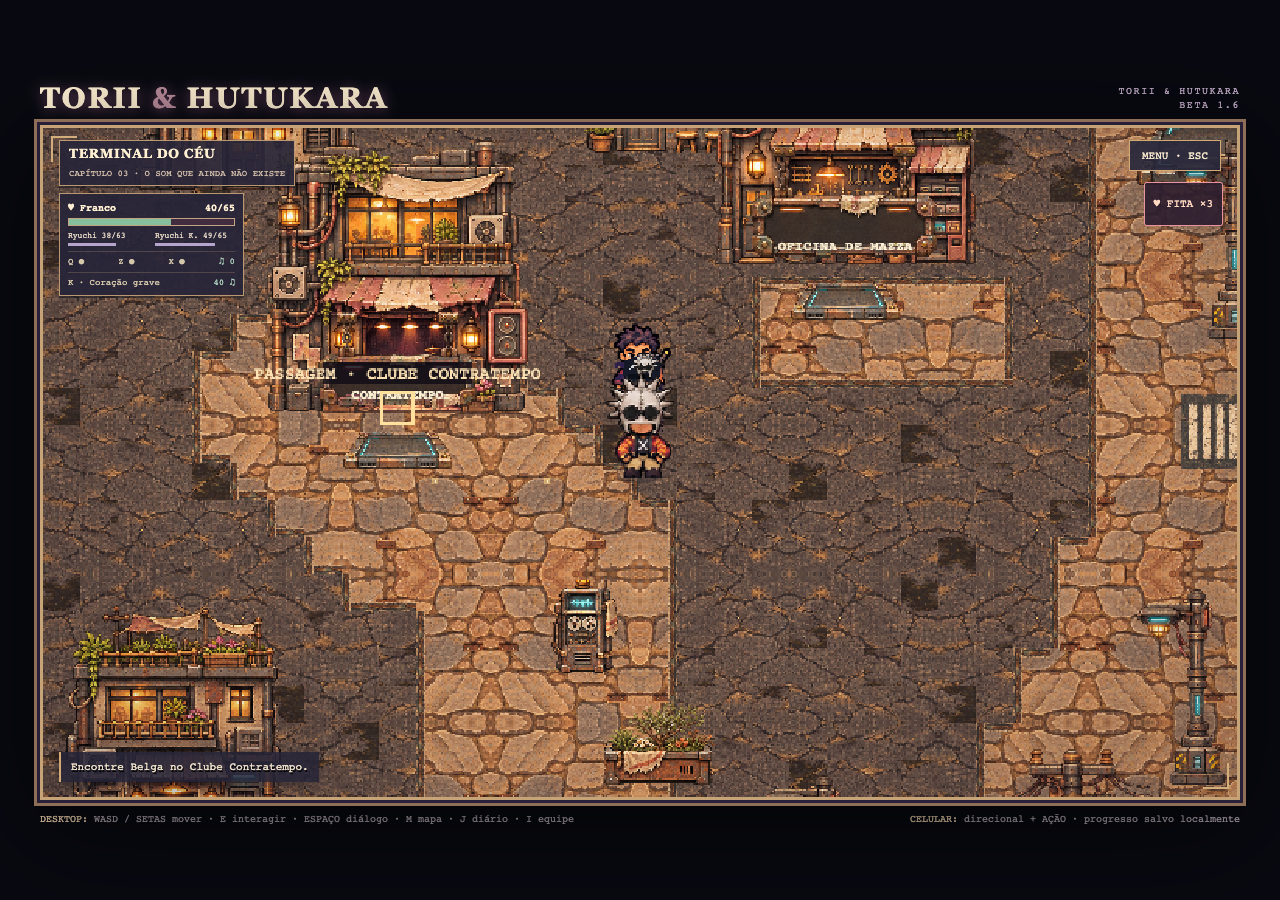 TORII & HUTUKARA
TORII & HUTUKARA
BETA 1.6
TERMINAL DO CÉU
CAPÍTULO 03 · O SOM QUE AINDA NÃO EXISTE
♥ Franco 40/65
Ryuchi 38/63 Ryuchi K. 49/65
Q ● Z ● X ● ♫ 0
K · Coração grave 40 ♫
MENU · ESC
♥ FITA ×3
OFICINA DE MAZZA
PASSAGEM · CLUBE CONTRATEMPO
CONTRATEMPO
Encontre Belga no Clube Contratempo.
DESKTOP: WASD / SETAS mover · E interagir · ESPAÇO diálogo · M mapa · J diário · I equipe
CELULAR: direcional + AÇÃO · progresso salvo localmente